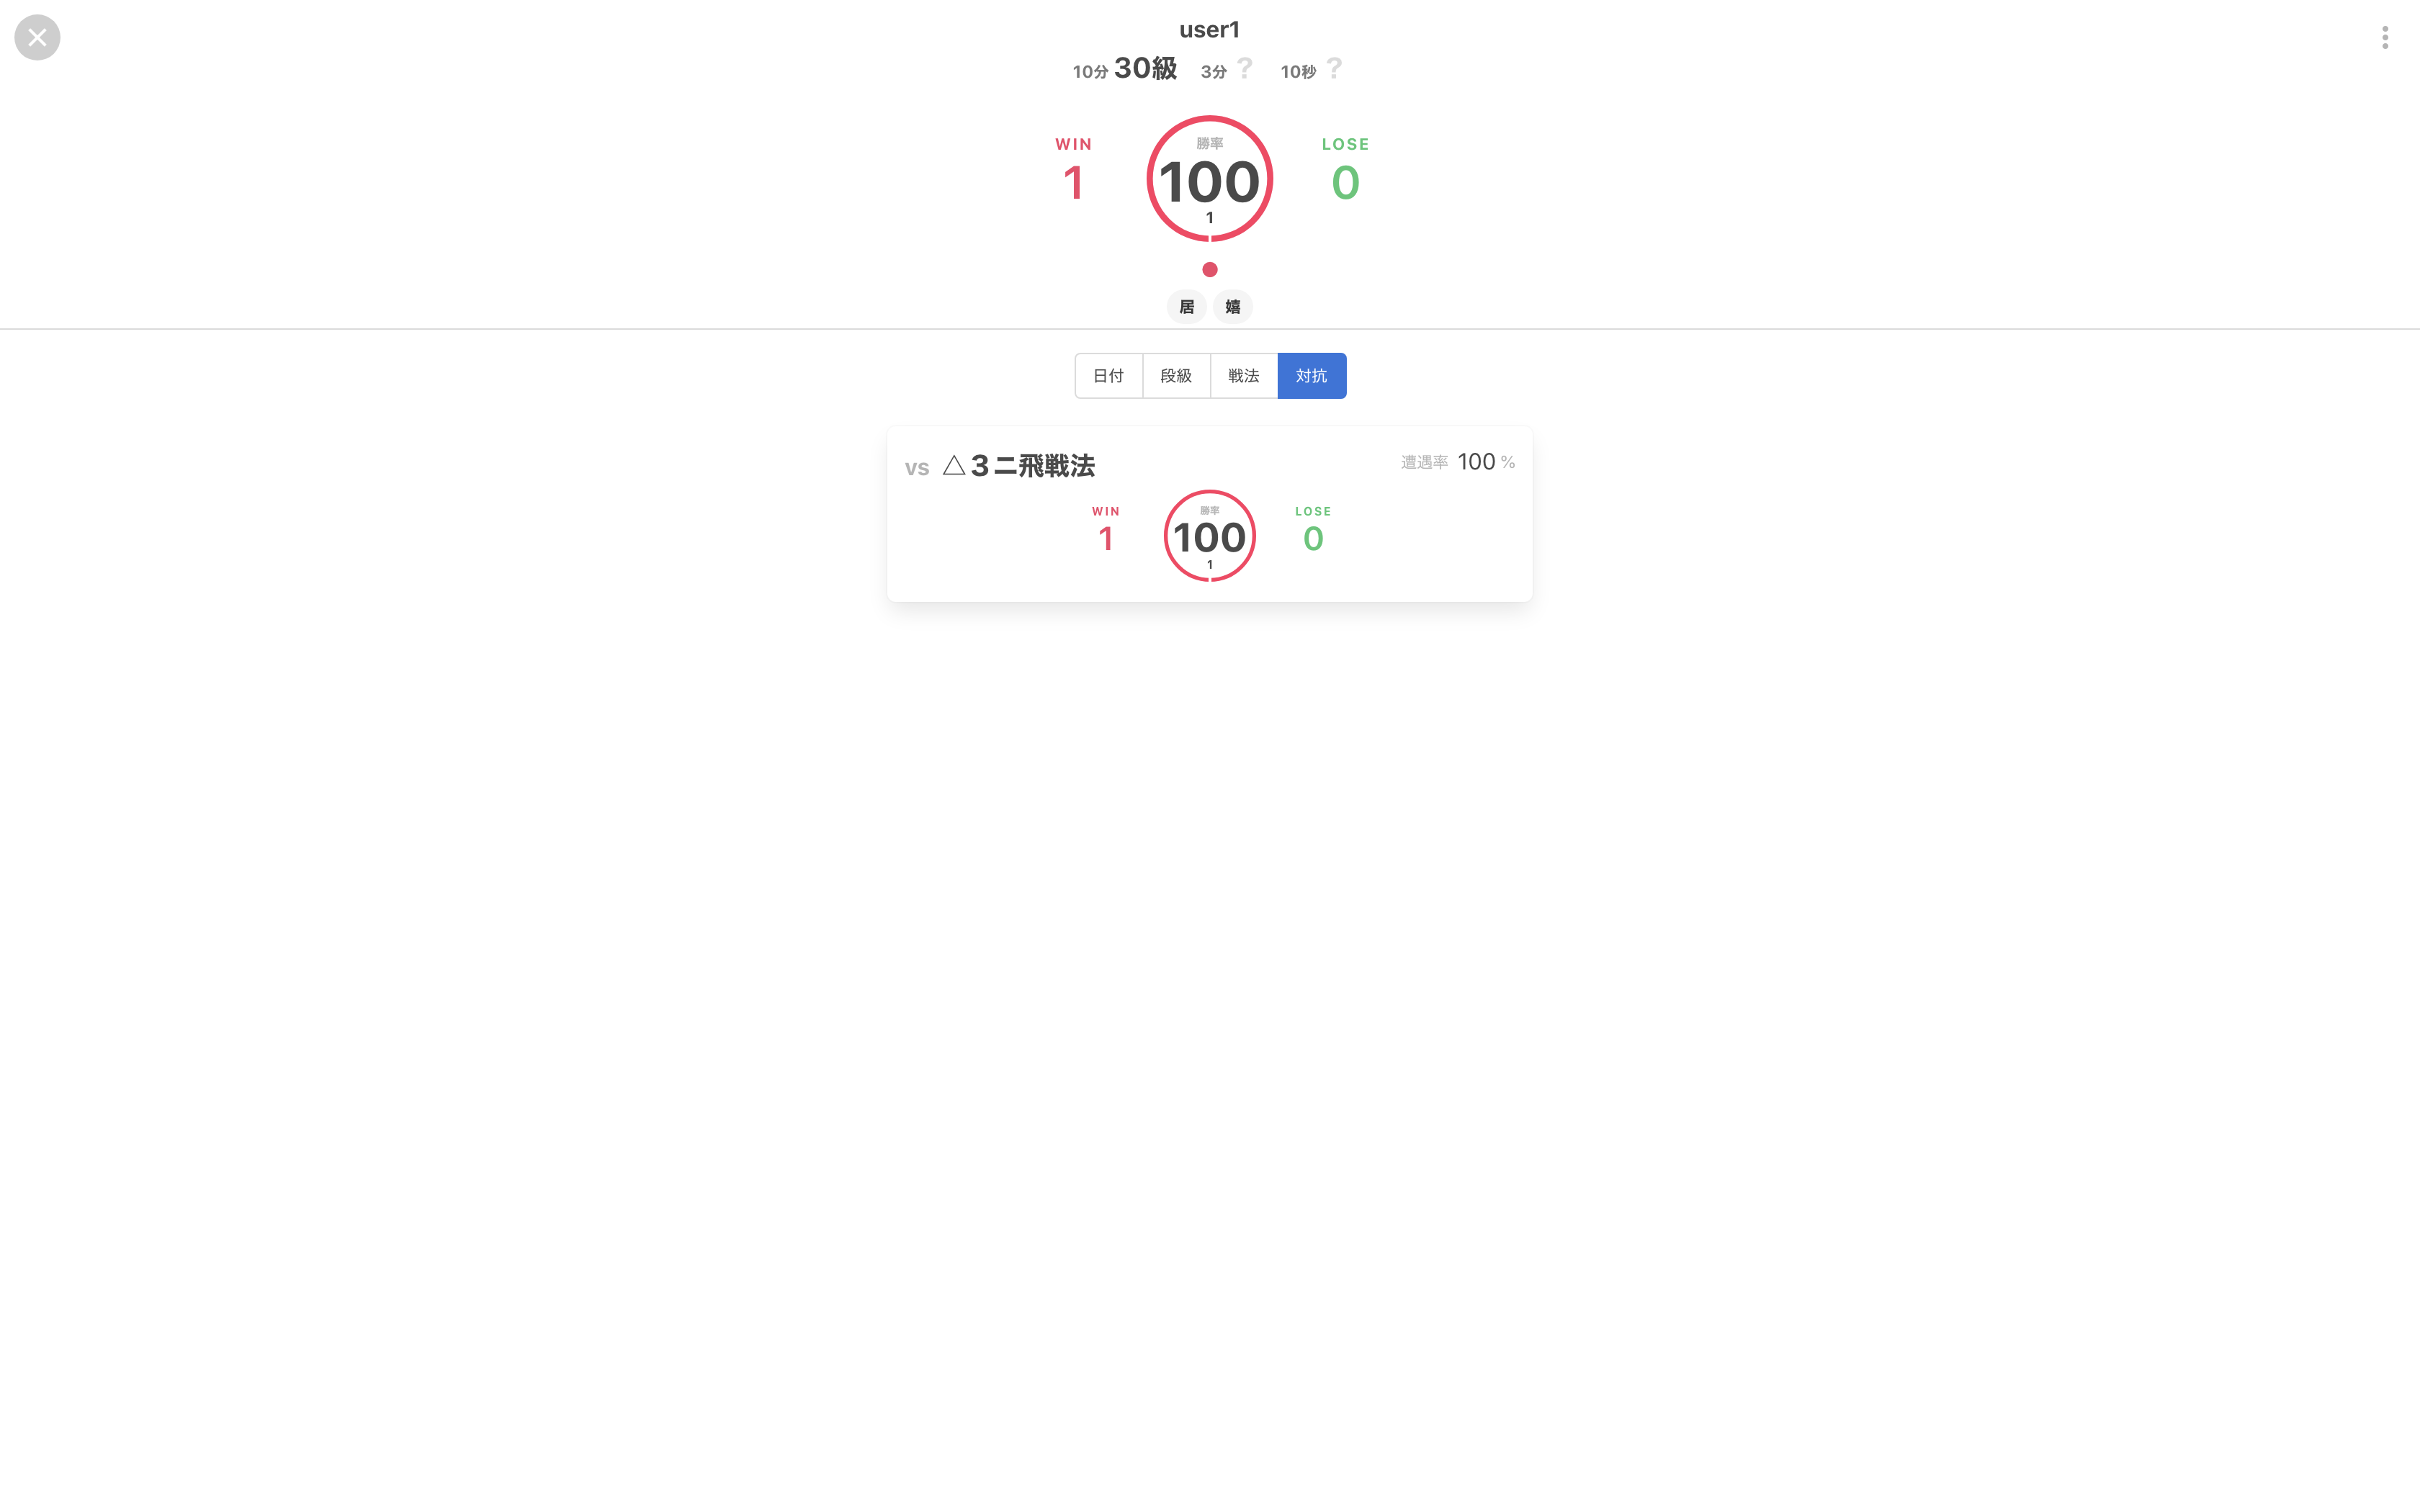 user1
10分 30級 3分 ? 10秒 ?
WIN 勝率 LOSE
1 100 0
1
居 嬉
日付 段級 戦法 対抗
vs △3ニ飛戦法 遭遇率 100 %
WIN 勝率 LOSE
1 100 0
1